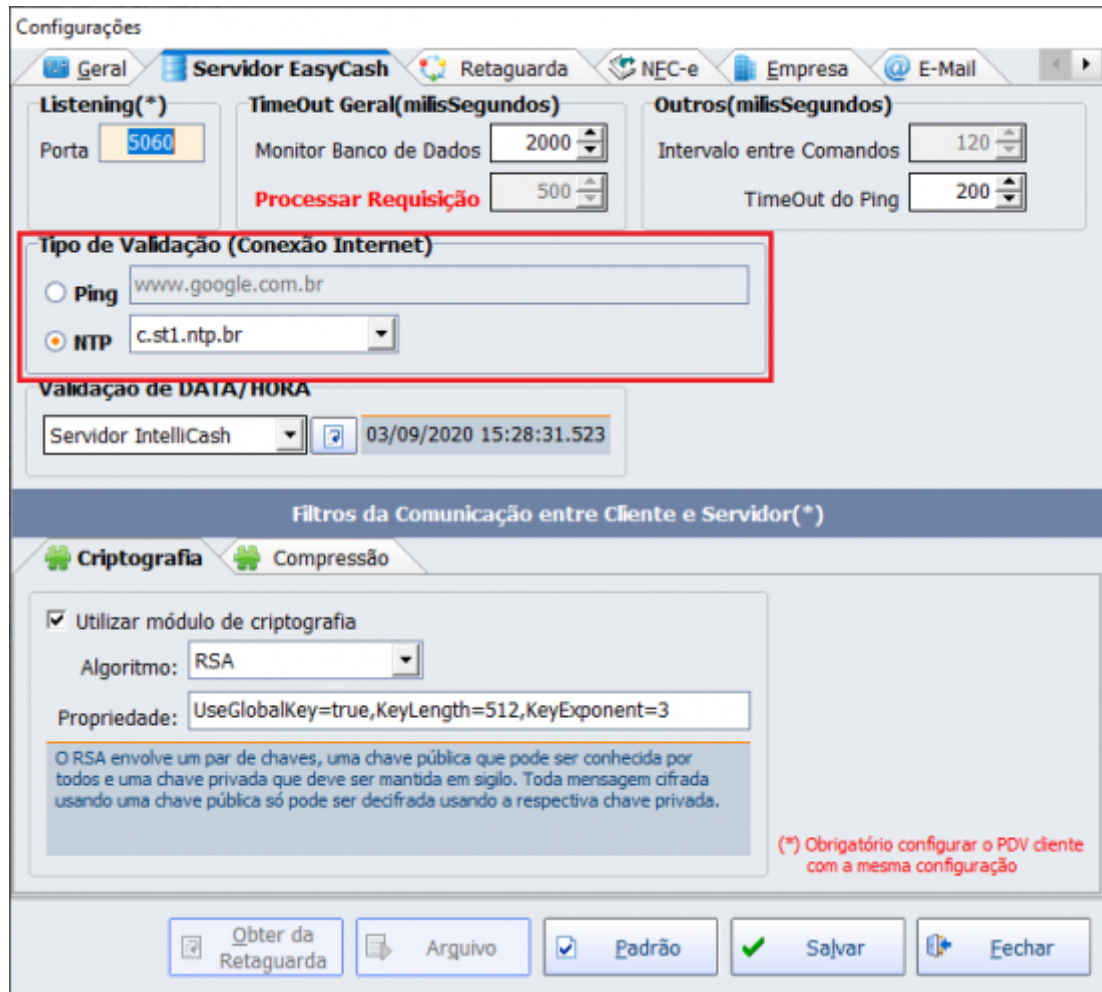 Configurações
Geral Servidor EasyCash Retaguarda NFC-e Empresa E-Mail
Listening(*) TimeOut Geral(milisSegundos) Outros(milisSegundos)
Porta 5060 Monitor Banco de Dados 2000 Intervalo entre Comandos 120
Processar Requisição 500 TimeOut do Ping 200
Tipo de Validação (Conexão Internet)
Ping www.google.com.br
NTP c.st1.ntp.br
Validação de DATA/HORA
Servidor IntelliCash 03/09/2020 15:28:31.523
Filtros da Comunicação entre Cliente e Servidor(*)
Criptografia Compressão
Utilizar módulo de criptografia
Algoritmo: RSA
Propriedade: UseGlobalKey=true,KeyLength=512,KeyExponent=3
O RSA envolve um par de chaves, uma chave pública que pode ser conhecida por
todos e uma chave privada que deve ser mantida em sigilo. Toda mensagem cifrada
usando uma chave pública só pode ser decifrada usando a respectiva chave privada.
(*) Obrigatório configurar o PDV cliente
com a mesma configuração
Obter da
Retaguarda
Arquivo Padrão Salvar Fechar